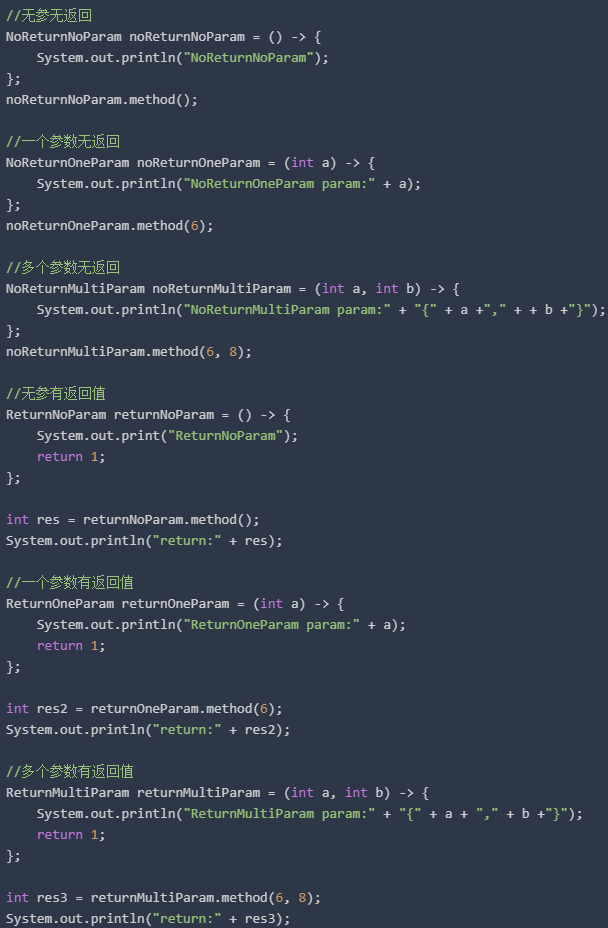 //无参无返回
NoReturnNoParam noReturnNoParam = () -> {
    System.out.println("NoReturnNoParam");
};
noReturnNoParam.method();

//一个参数无返回
NoReturnOneParam noReturnOneParam = (int a) -> {
    System.out.println("NoReturnOneParam param:" + a);
};
noReturnOneParam.method(6);

//多个参数无返回
NoReturnMultiParam noReturnMultiParam = (int a, int b) -> {
    System.out.println("NoReturnMultiParam param:" + "{" + a +"," + + b +"}");
};
noReturnMultiParam.method(6, 8);

//无参有返回值
ReturnNoParam returnNoParam = () -> {
    System.out.print("ReturnNoParam");
    return 1;
};

int res = returnNoParam.method();
System.out.println("return:" + res);

//一个参数有返回值
ReturnOneParam returnOneParam = (int a) -> {
    System.out.println("ReturnOneParam param:" + a);
    return 1;
};

int res2 = returnOneParam.method(6);
System.out.println("return:" + res2);

//多个参数有返回值
ReturnMultiParam returnMultiParam = (int a, int b) -> {
    System.out.println("ReturnMultiParam param:" + "{" + a + "," + b +"}");
    return 1;
};

int res3 = returnMultiParam.method(6, 8);
System.out.println("return:" + res3);